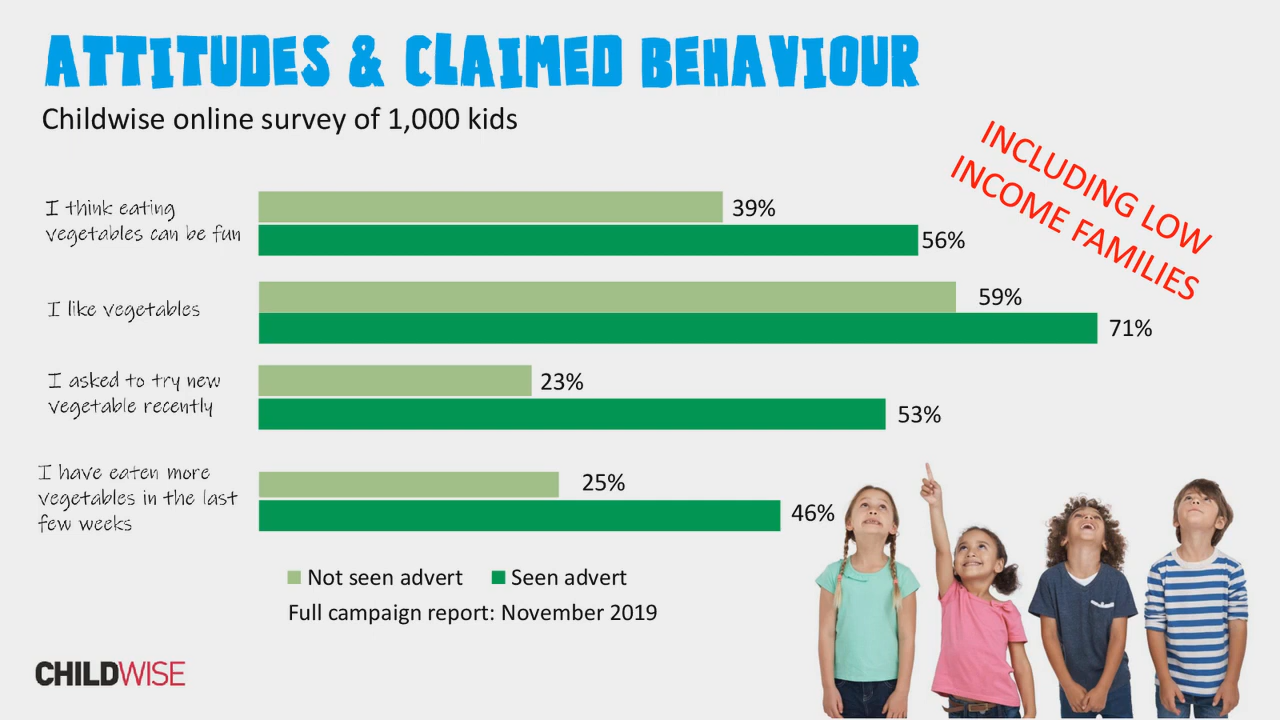 ATTITUDES & CLAIMED BEHAVIOUR
Childwise online survey of 1,000 kids
INCLUDING LOW
INCOME FAMILIES
I think eating
vegetables can be fun
39%
56%
I like vegetables
59%
71%
I asked to try new
vegetable recently
23%
53%
I have eaten more
vegetables in the last
few weeks
25%
46%
Not seen advert
Seen advert
Full campaign report: November 2019
CHILDWISE